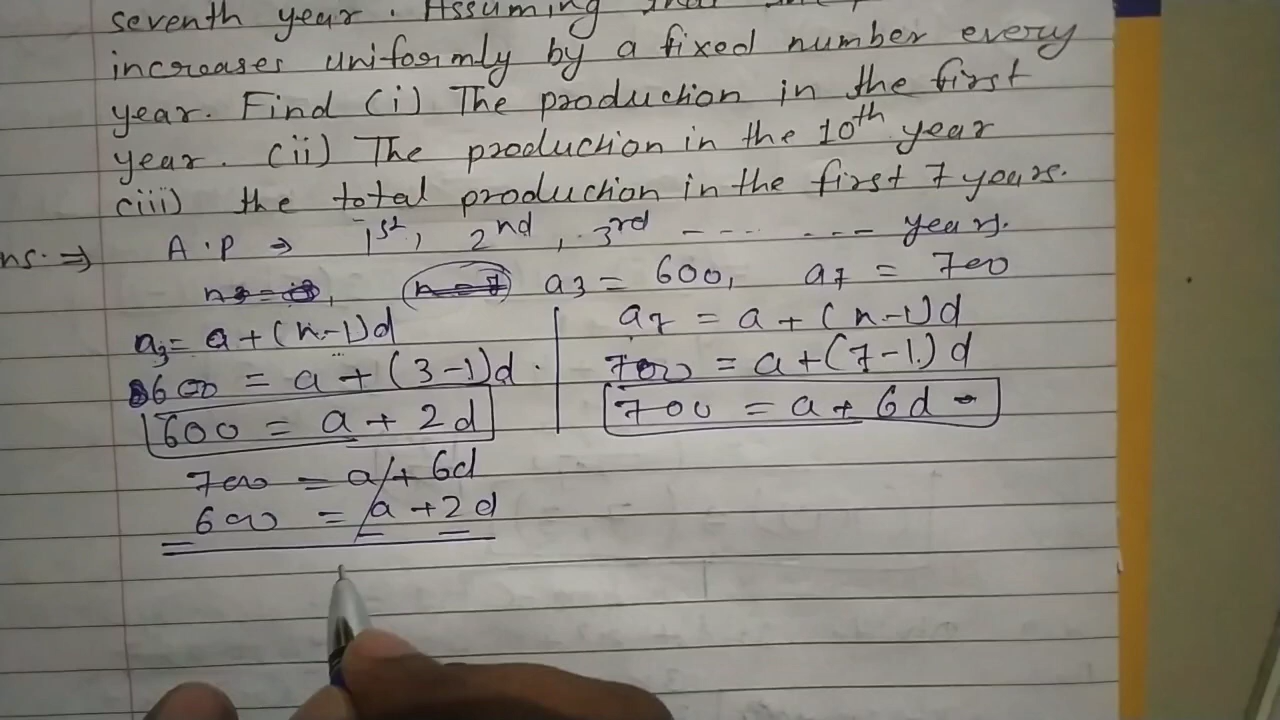 seventh year. Assuming that the
increases uniformly by a fixed number every
year. Find (i) The production in the first
year. (ii) The production in the 10th year
(iii) the total production in the first 7 years.
ns. ⇒ A.P → 1st, 2nd, 3rd - - - - - - - years.
a3 = 600, a7 = 700
a3 = a + (n-1)d
a7 = a + (n-1)d
600 = a + (3-1)d.
700 = a + (7-1)d
600 = a + 2d
700 = a + 6d -
700 = a + 6d
600 = a + 2d